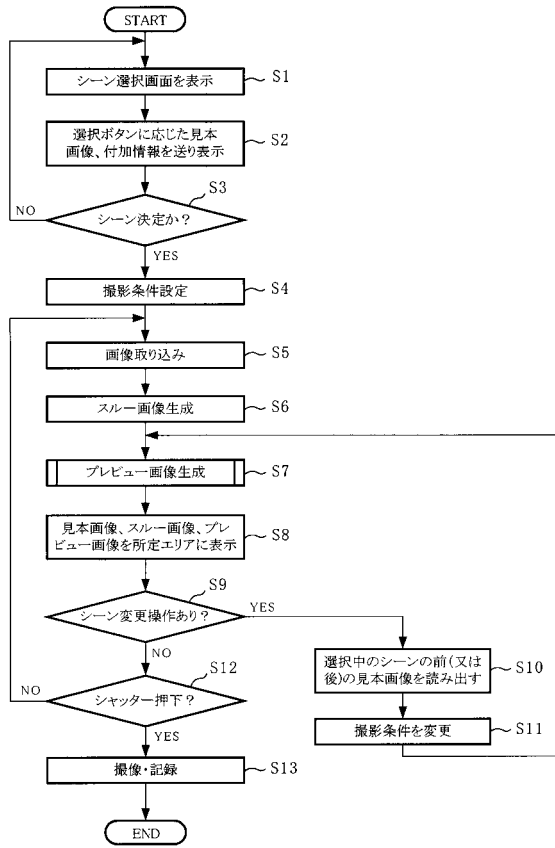 START
シーン選択画面を表示
S1
選択ボタンに応じた見本
画像、付加情報を送り表示
S2
S3
シーン決定か?
NO
YES
撮影条件設定
S4
画像取り込み
S5
スルー画像生成
S6
プレビュー画像生成
S7
見本画像、スルー画像、プレ
ビュー画像を所定エリアに表示
S8
S9
シーン変更操作あり?
YES
NO
選択中のシーンの前(又は
後)の見本画像を読み出す
S10
撮影条件を変更
S11
S12
シャッター押下?
NO
YES
撮像・記録
S13
END